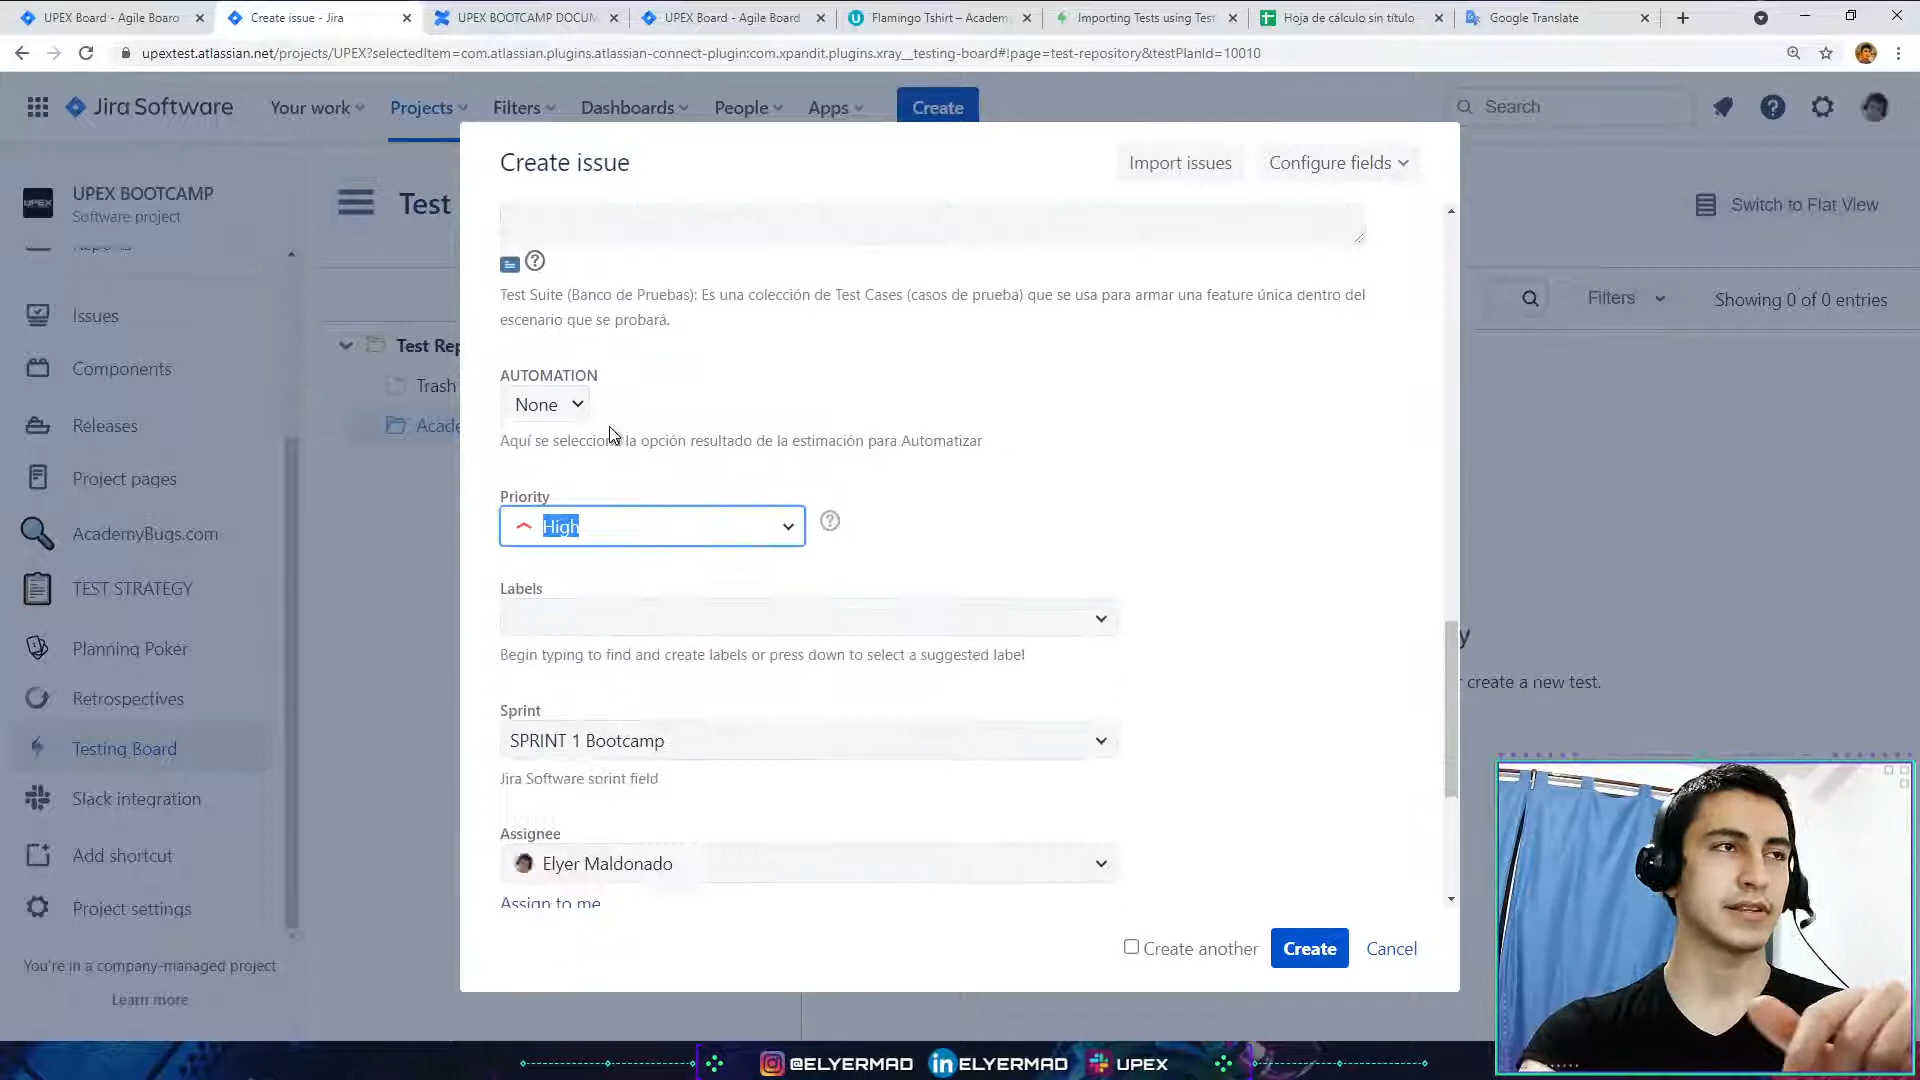 UPEX Board - Agile Board
Create issue - Jira
UPEX BOOTCAMP DOCUM
UPEX Board - Agile Board
Flamingo Tshirt – Academ
Importing Tests using Test
Hoja de cálculo sin título
Google Translate
upextest.atlassian.net/projects/UPEX?selectedItem=com.atlassian.plugins.atlassian-connect-plugin:com.xpandit.plugins.xray__testing-board#!page=test-repository&testPlanId=10010
Jira Software
Your work
Projects
Filters
Dashboards
People
Apps
Create
Search
UPEX BOOTCAMP
Software project
Reports
Issues
Components
Releases
Project pages
AcademyBugs.com
TEST STRATEGY
Planning Poker
Retrospectives
Testing Board
Slack integration
Add shortcut
Project settings
You're in a company-managed project
Learn more
Test
Switch to Flat View
Filters
Showing 0 of 0 entries
Test Rep
Trash
Acade
r create a new test.
Create issue
Import issues
Configure fields
Test Suite (Banco de Pruebas): Es una colección de Test Cases (casos de prueba) que se usa para armar una feature única dentro del
escenario que se probará.
AUTOMATION
None
Aquí se selecciona la opción resultado de la estimación para Automatizar
Priority
High
Labels
Begin typing to find and create labels or press down to select a suggested label
Sprint
SPRINT 1 Bootcamp
Jira Software sprint field
Assignee
Elyer Maldonado
Assign to me
Create another
Create
Cancel
@ELYERMAD
ELYERMAD
UPEX